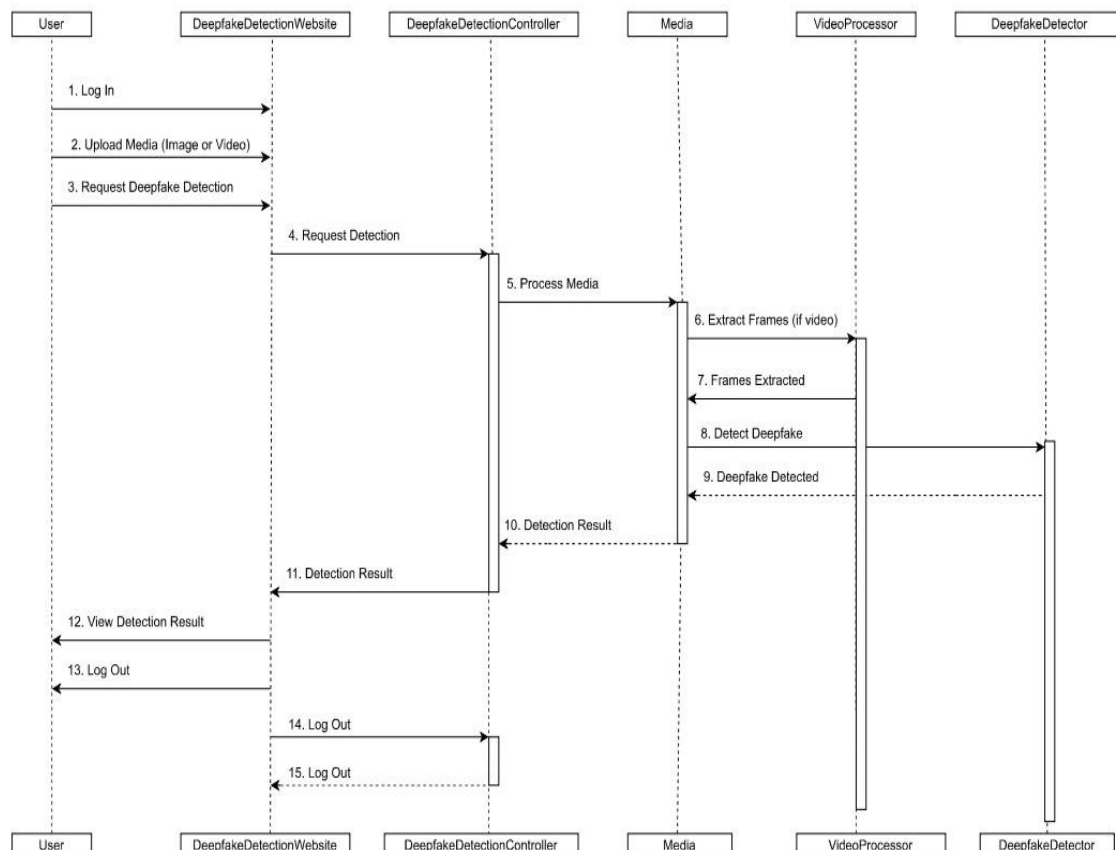 User
DeepfakeDetectionWebsite
DeepfakeDetectionController
Media
VideoProcessor
DeepfakeDetector
1. Log In
2. Upload Media (Image or Video)
3. Request Deepfake Detection
4. Request Detection
5. Process Media
6. Extract Frames (if video)
7. Frames Extracted
8. Detect Deepfake
9. Deepfake Detected
10. Detection Result
11. Detection Result
12. View Detection Result
13. Log Out
14. Log Out
15. Log Out
User
DeepfakeDetectionWebsite
DeepfakeDetectionController
Media
VideoProcessor
DeepfakeDetector